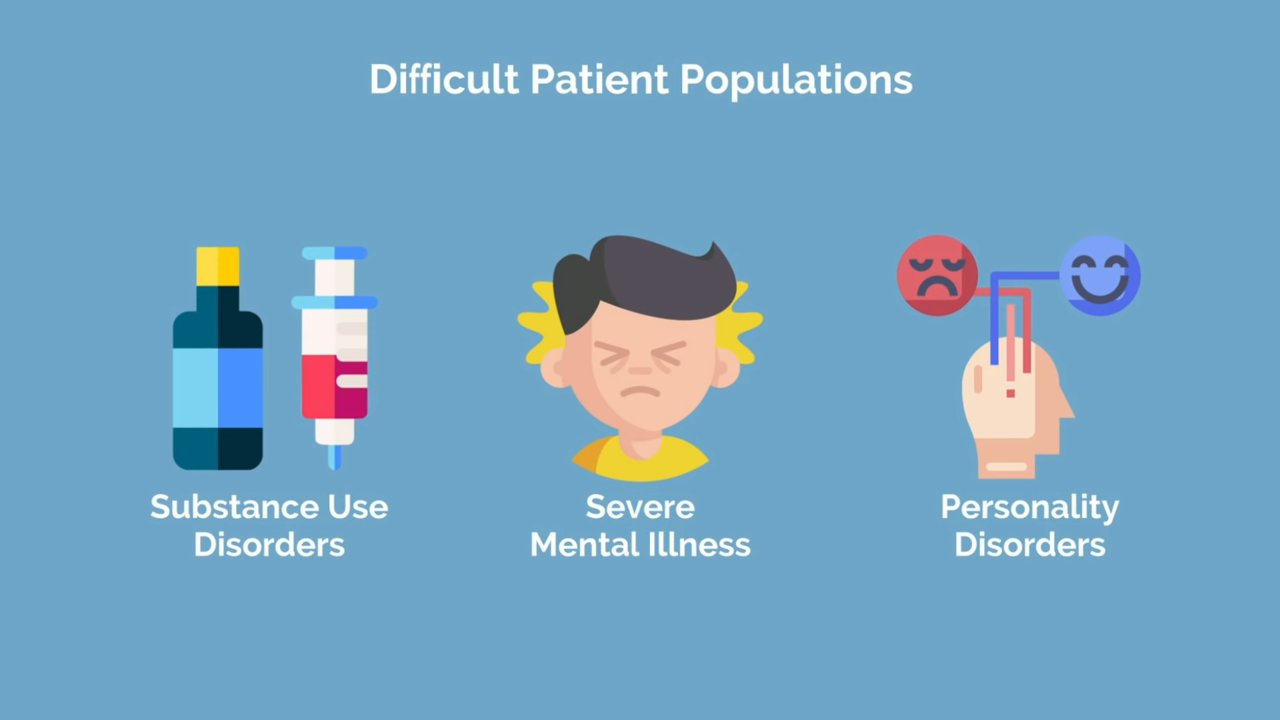 Difficult Patient Populations
Substance Use
Disorders
Severe
Mental Illness
Personality
Disorders